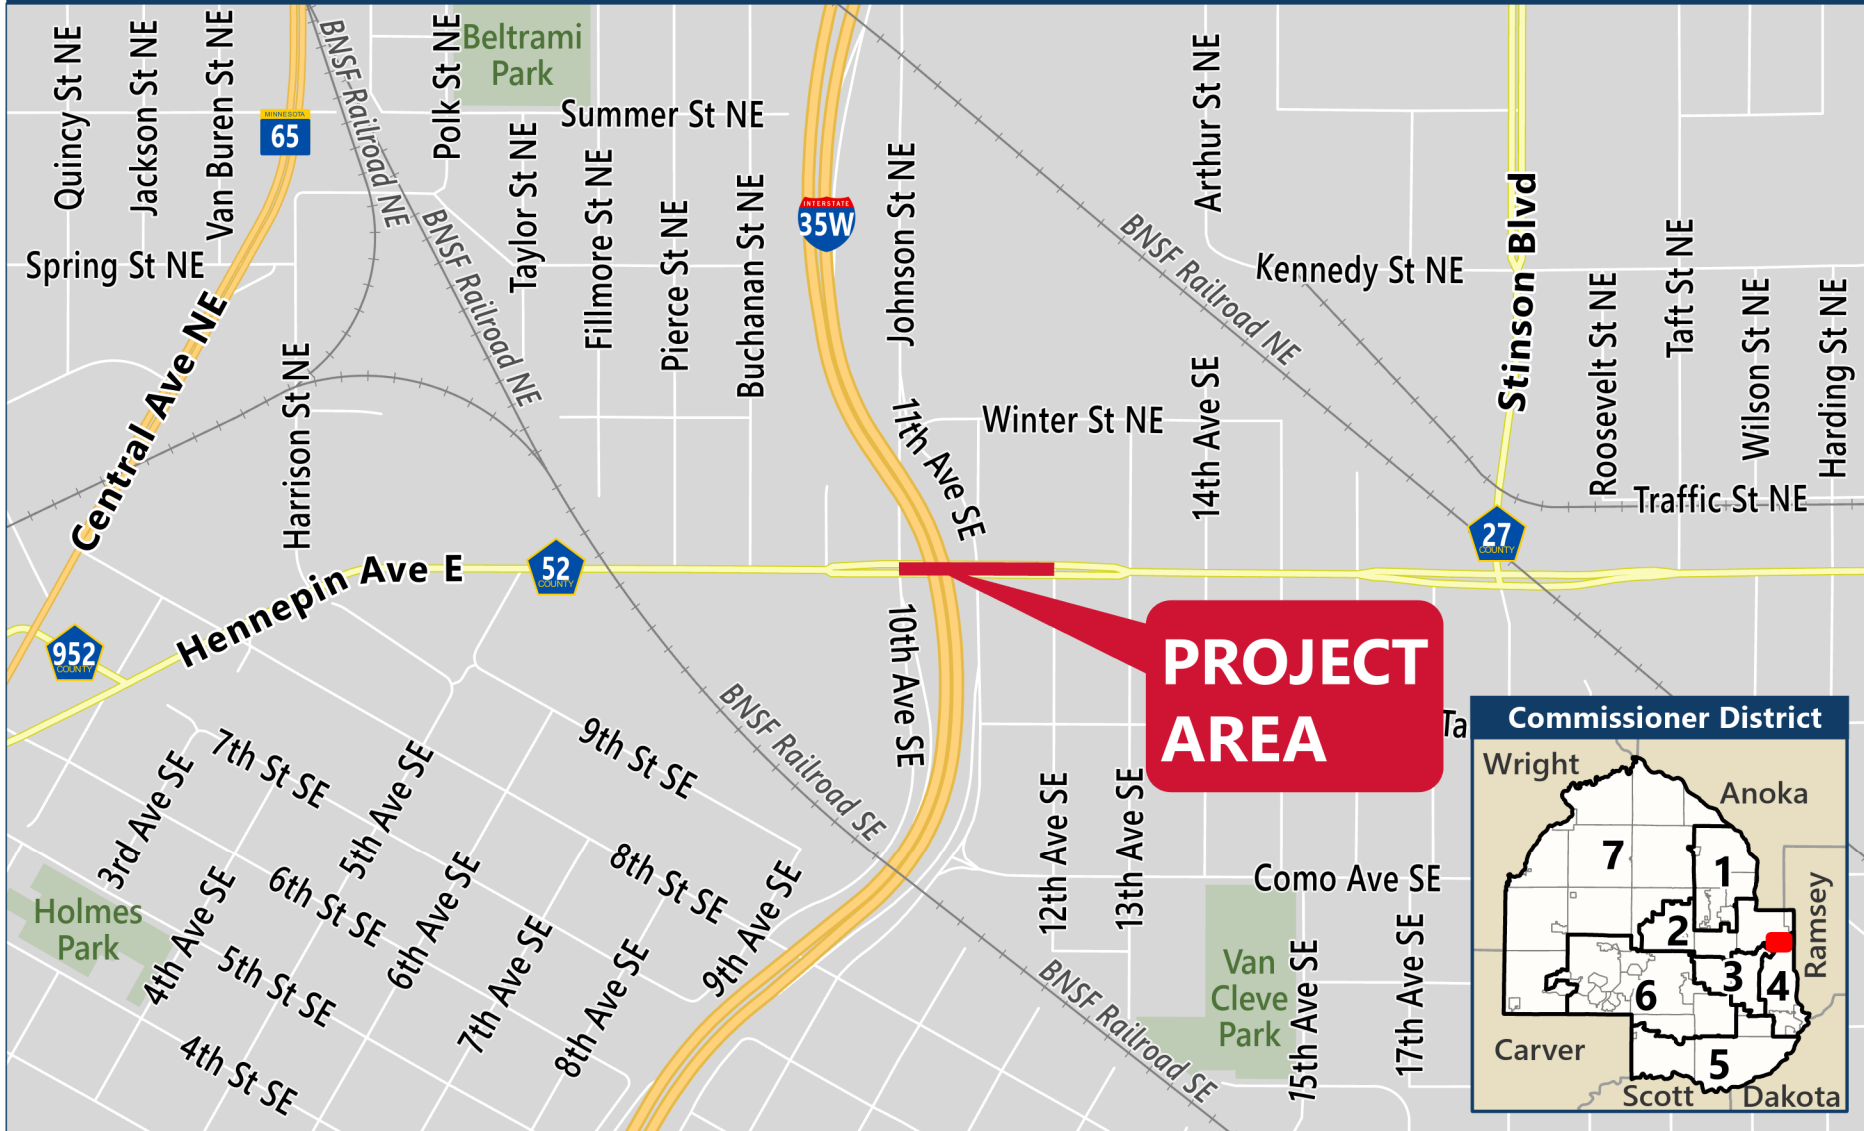 Quincy St NE
Jackson St NE
Van Buren St NE
MINNESOTA
65
BNSF Railroad NE
Polk St NE
Beltrami
Park
Summer St NE
Taylor St NE
Fillmore St NE
Pierce St NE
Buchanan St NE
INTERSTATE
35W
Johnson St NE
Arthur St NE
BNSF Railroad NE
Kennedy St NE
Stinson Blvd
Roosevelt St NE
Taft St NE
Wilson St NE
Harding St NE
Spring St NE
BNSF Railroad NE
Central Ave NE
Harrison St NE
11th Ave SE
Winter St NE
14th Ave SE
Traffic St NE
27
COUNTY
Hennepin Ave E
52
COUNTY
952
COUNTY
10th Ave SE
PROJECT
AREA
Ta
BNSF Railroad SE
9th St SE
7th St SE
3rd Ave SE
5th Ave SE
8th St SE
6th St SE
4th Ave SE
6th Ave SE
9th Ave SE
12th Ave SE
13th Ave SE
Como Ave SE
Holmes
Park
5th St SE
7th Ave SE
8th Ave SE
4th St SE
BNSF Railroad SE
Van
Cleve
Park
15th Ave SE
17th Ave SE
Commissioner District
Wright
Anoka
7
1
2
Ramsey
3
4
6
Carver
5
Scott
Dakota